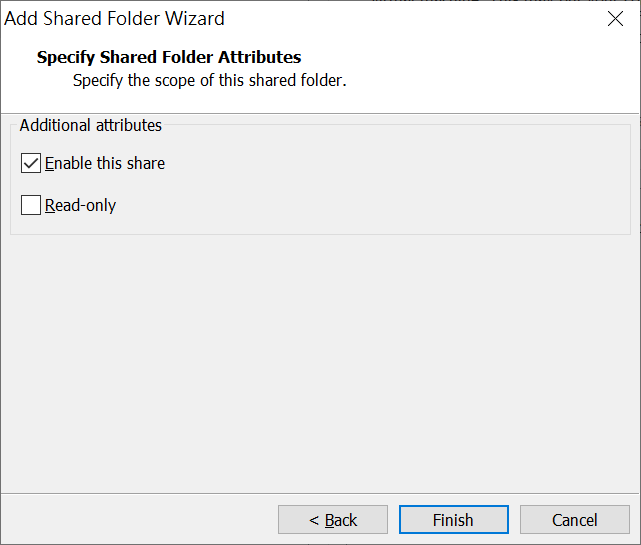 Add Shared Folder Wizard
Specify Shared Folder Attributes
Specify the scope of this shared folder.
Additional attributes
Enable this share
Read-only
< Back
Finish
Cancel